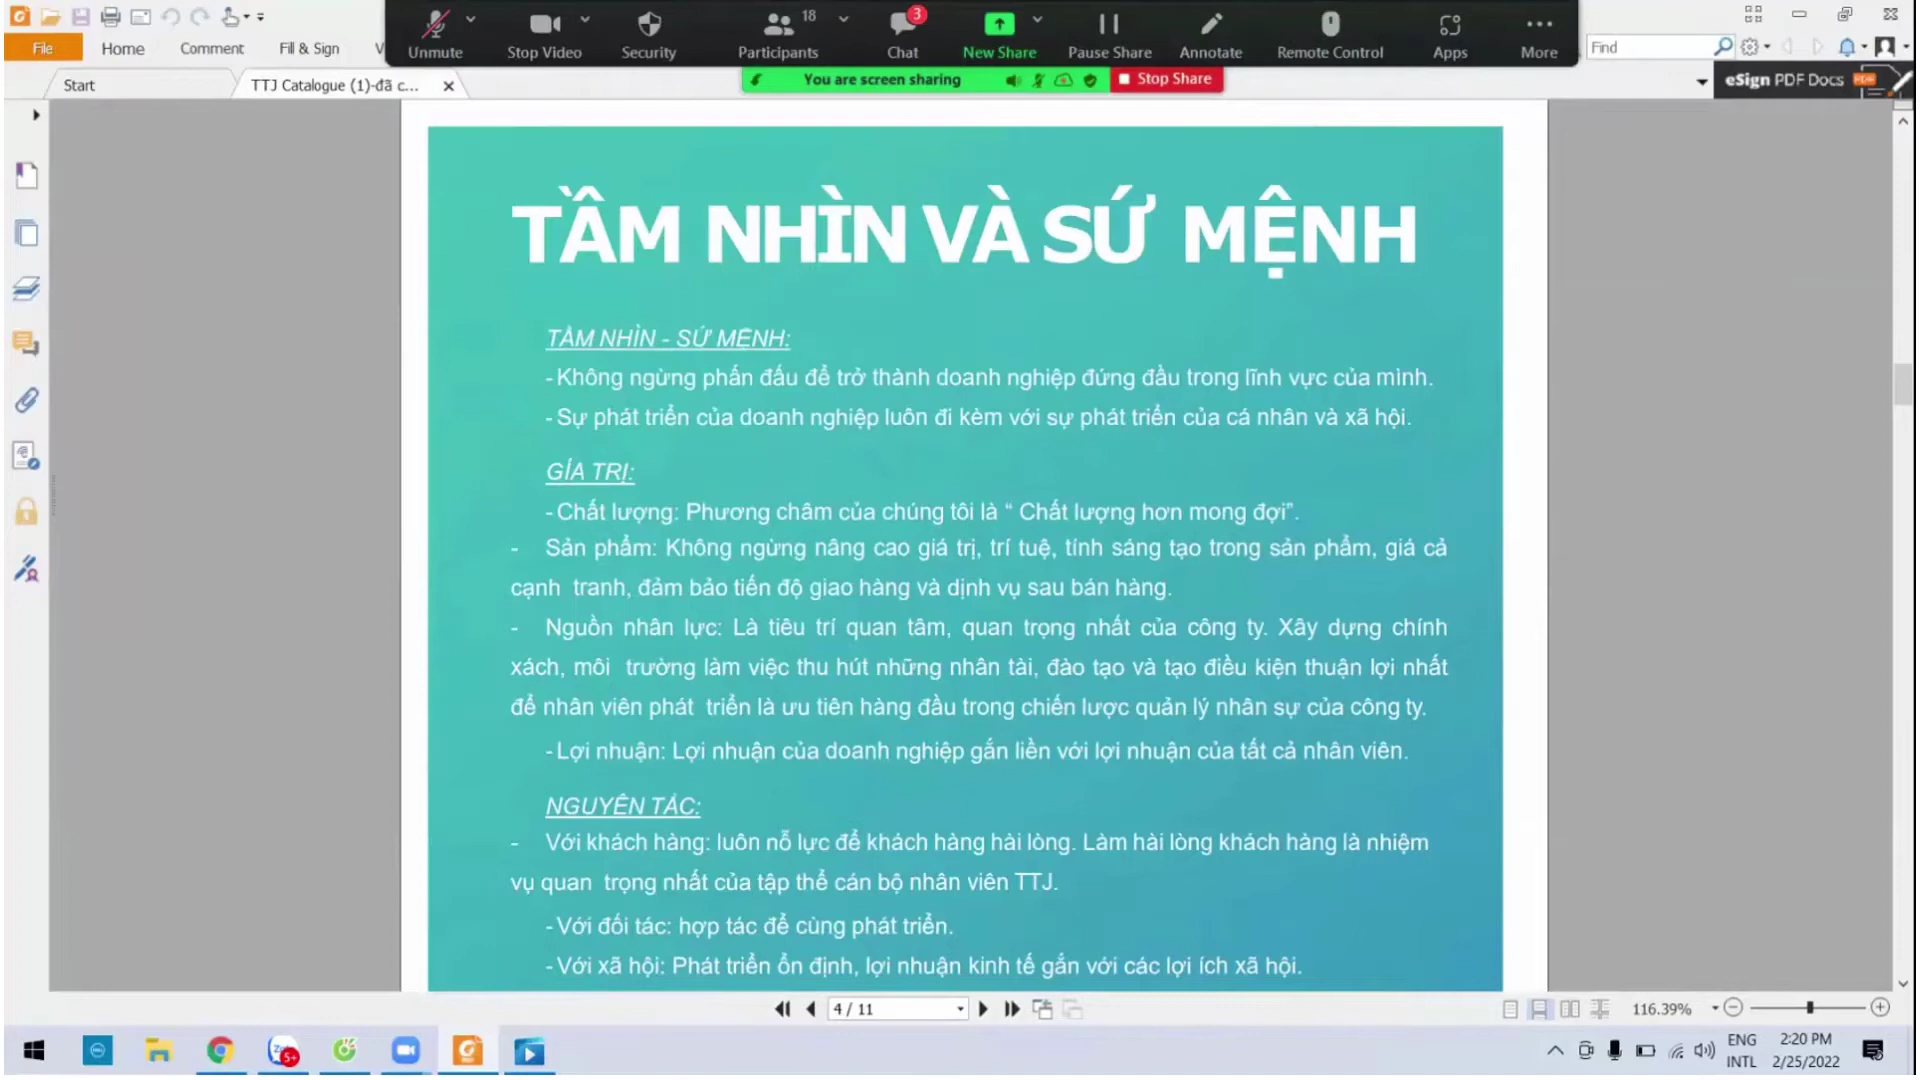 File Home Comment Fill & Sign
Unmute Stop Video Security Participants 18 Chat 3 New Share Pause Share Annotate Remote Control Apps More
Find
You are screen sharing Stop Share
Start TTJ Catalogue (1)-đã c...
eSign PDF Docs
TẦM NHÌN VÀ SỨ MỆNH
TẦM NHÌN - SỨ MỆNH:
- Không ngừng phấn đấu để trở thành doanh nghiệp đứng đầu trong lĩnh vực của mình.
- Sự phát triển của doanh nghiệp luôn đi kèm với sự phát triển của cá nhân và xã hội.
GÍA TRỊ:
- Chất lượng: Phương châm của chúng tôi là “ Chất lượng hơn mong đợi”.
- Sản phẩm: Không ngừng nâng cao giá trị, trí tuệ, tính sáng tạo trong sản phẩm, giá cả
cạnh tranh, đảm bảo tiến độ giao hàng và dịnh vụ sau bán hàng.
- Nguồn nhân lực: Là tiêu trí quan tâm, quan trọng nhất của công ty. Xây dựng chính
xách, môi trường làm việc thu hút những nhân tài, đào tạo và tạo điều kiện thuận lợi nhất
để nhân viên phát triển là ưu tiên hàng đầu trong chiến lược quản lý nhân sự của công ty.
- Lợi nhuận: Lợi nhuận của doanh nghiệp gắn liền với lợi nhuận của tất cả nhân viên.
NGUYÊN TẮC:
- Với khách hàng: luôn nỗ lực để khách hàng hài lòng. Làm hài lòng khách hàng là nhiệm
vụ quan trọng nhất của tập thể cán bộ nhân viên TTJ.
- Với đối tác: hợp tác để cùng phát triển.
- Với xã hội: Phát triển ổn định, lợi nhuận kinh tế gắn với các lợi ích xã hội.
4 / 11
116.39%
5+
ENG 2:20 PM
INTL 2/25/2022